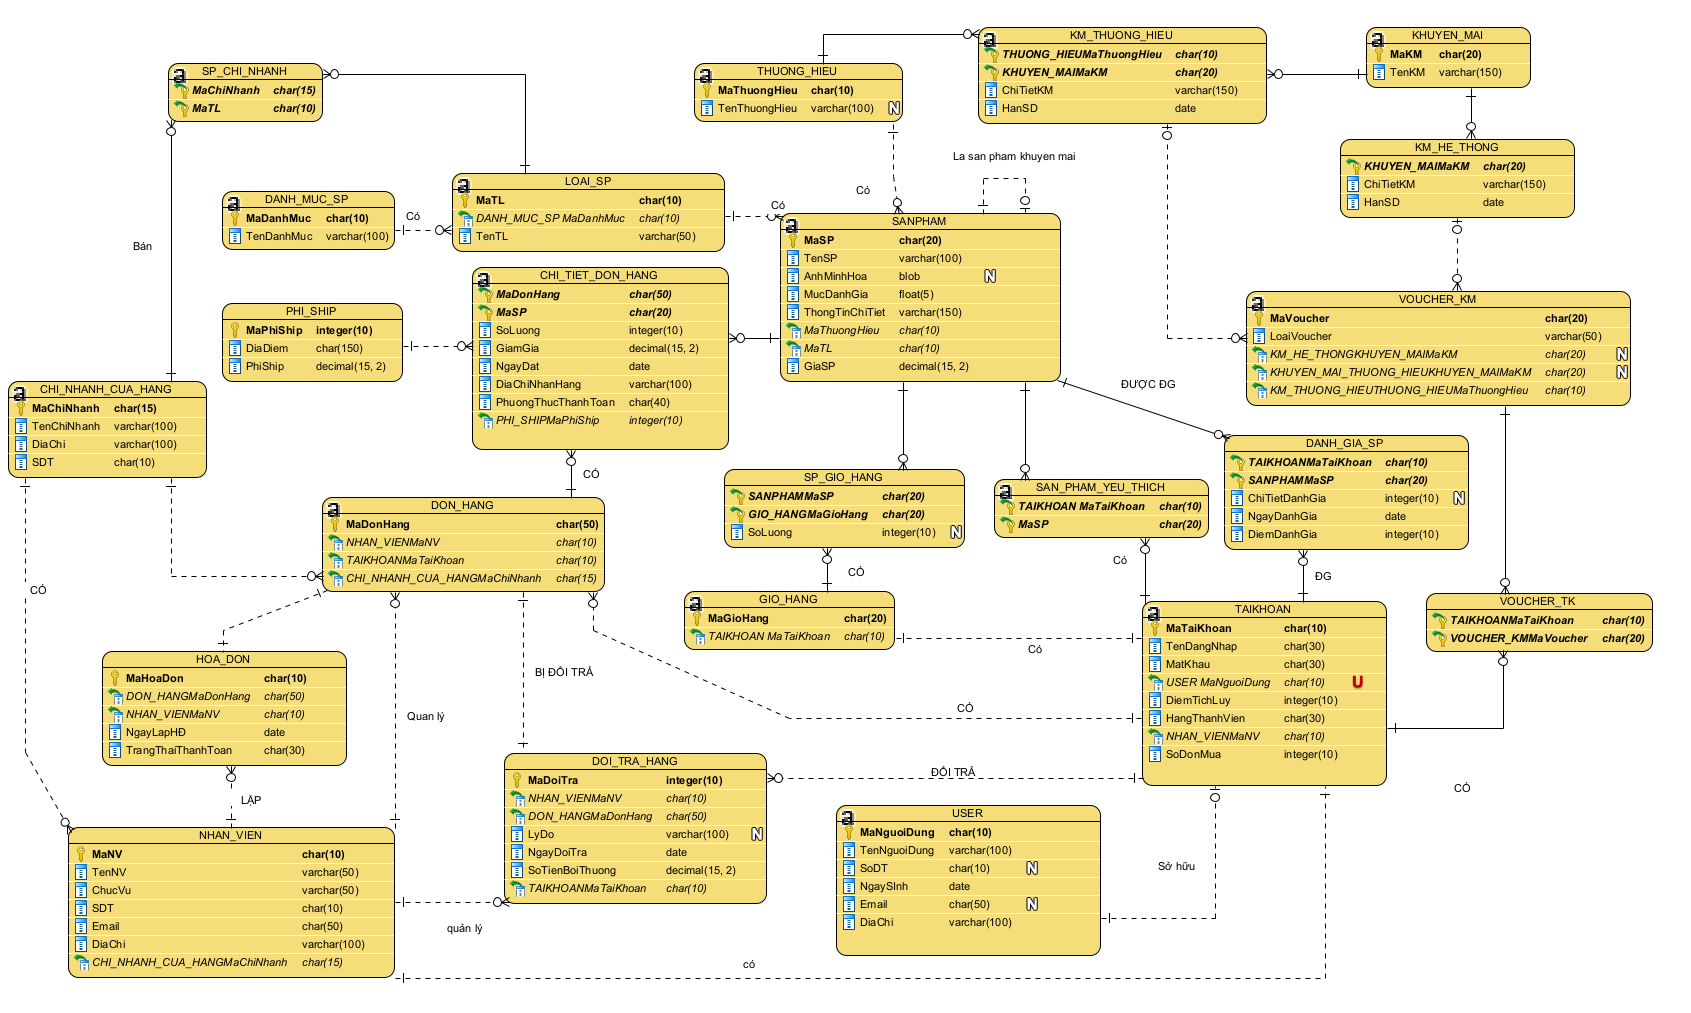 SP_CHI_NHANH
MaChiNhanh char(15)
MaTL char(10)
THUONG_HIEU
MaThuongHieu char(10)
TenThuongHieu varchar(100) N
KM_THUONG_HIEU
THUONG_HIEUMaThuongHieu char(10)
KHUYEN_MAIMaKM char(20)
ChiTietKM varchar(150)
HanSD date
KHUYEN_MAI
MaKM char(20)
TenKM varchar(150)
KM_HE_THONG
KHUYEN_MAIMaKM char(20)
ChiTietKM varchar(150)
HanSD date
La san pham khuyen mai
Có
DANH_MUC_SP
MaDanhMuc char(10)
TenDanhMuc varchar(100)
Có
LOAI_SP
MaTL char(10)
DANH_MUC_SP MaDanhMuc char(10)
TenTL varchar(50)
Có
Bán
SANPHAM
MaSP char(20)
TenSP varchar(100)
AnhMinhHoa blob N
MucDanhGia float(5)
ThongTinChiTiet varchar(150)
MaThuongHieu char(10)
MaTL char(10)
GiaSP decimal(15, 2)
CHI_TIET_DON_HANG
MaDonHang char(50)
MaSP char(20)
SoLuong integer(10)
GiamGia decimal(15, 2)
NgayDat date
DiaChiNhanHang varchar(100)
PhuongThucThanhToan char(40)
PHI_SHIPMaPhiShip integer(10)
PHI_SHIP
MaPhiShip integer(10)
DiaDiem char(150)
PhiShip decimal(15, 2)
VOUCHER_KM
MaVoucher char(20)
LoaiVoucher varchar(50)
KM_HE_THONGKHUYEN_MAIMaKM char(20) N
KHUYEN_MAI_THUONG_HIEUKHUYEN_MAIMaKM char(20) N
KM_THUONG_HIEUTHUONG_HIEUMaThuongHieu char(10)
ĐƯỢC ĐG
CHI_NHANH_CUA_HANG
MaChiNhanh char(15)
TenChiNhanh varchar(100)
DiaChi varchar(100)
SDT char(10)
CÓ
DANH_GIA_SP
TAIKHOANMaTaiKhoan char(10)
SANPHAMMaSP char(20)
ChiTietDanhGia integer(10) N
NgayDanhGia date
DiemDanhGia integer(10)
SP_GIO_HANG
SANPHAMMaSP char(20)
GIO_HANGMaGioHang char(20)
SoLuong integer(10) N
SAN_PHAM_YEU_THICH
TAIKHOAN MaTaiKhoan char(10)
MaSP char(20)
DON_HANG
MaDonHang char(50)
NHAN_VIENMaNV char(10)
TAIKHOANMaTaiKhoan char(10)
CHI_NHANH_CUA_HANGMaChiNhanh char(15)
CÓ
Có
ĐG
CÓ
GIO_HANG
MaGioHang char(20)
TAIKHOAN MaTaiKhoan char(10)
Có
VOUCHER_TK
TAIKHOANMaTaiKhoan char(10)
VOUCHER_KMMaVoucher char(20)
TAIKHOAN
MaTaiKhoan char(10)
TenDangNhap char(30)
MatKhau char(30)
USER MaNguoiDung char(10) U
DiemTichLuy integer(10)
HangThanhVien char(30)
NHAN_VIENMaNV char(10)
SoDonMua integer(10)
HOA_DON
MaHoaDon char(10)
DON_HANGMaDonHang char(50)
NHAN_VIENMaNV char(10)
NgayLapHĐ date
TrangThaiThanhToan char(30)
BỊ ĐỔI TRẢ
CÓ
Quan lý
ĐỔI TRẢ
CÓ
LẬP
DOI_TRA_HANG
MaDoiTra integer(10)
NHAN_VIENMaNV char(10)
DON_HANGMaDonHang char(50)
LyDo varchar(100) N
NgayDoiTra date
SoTienBoiThuong decimal(15, 2)
TAIKHOANMaTaiKhoan char(10)
USER
MaNguoiDung char(10)
TenNguoiDung varchar(100)
SoDT char(10) N
NgaySInh date
Email char(50) N
DiaChi varchar(100)
Sở hữu
NHAN_VIEN
MaNV char(10)
TenNV varchar(50)
ChucVu varchar(50)
SDT char(10)
Email char(50)
DiaChi varchar(100)
CHI_NHANH_CUA_HANGMaChiNhanh char(15)
quản lý
có